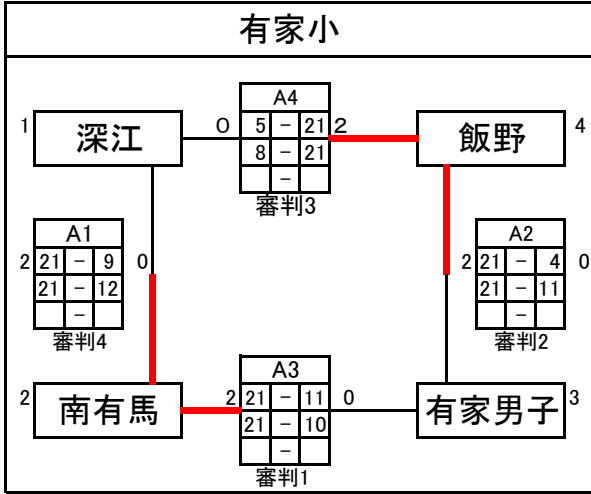 有家小
A4
1 深江 0 5 - 21 2 飯野 4
8 - 21
-
審判3
A1
2 21 - 9 0
21 - 12
-
審判4
A2
2 21 - 4 0
21 - 11
-
審判2
A3
2 南有馬 2 21 - 11 0 有家男子 3
21 - 10
-
審判1